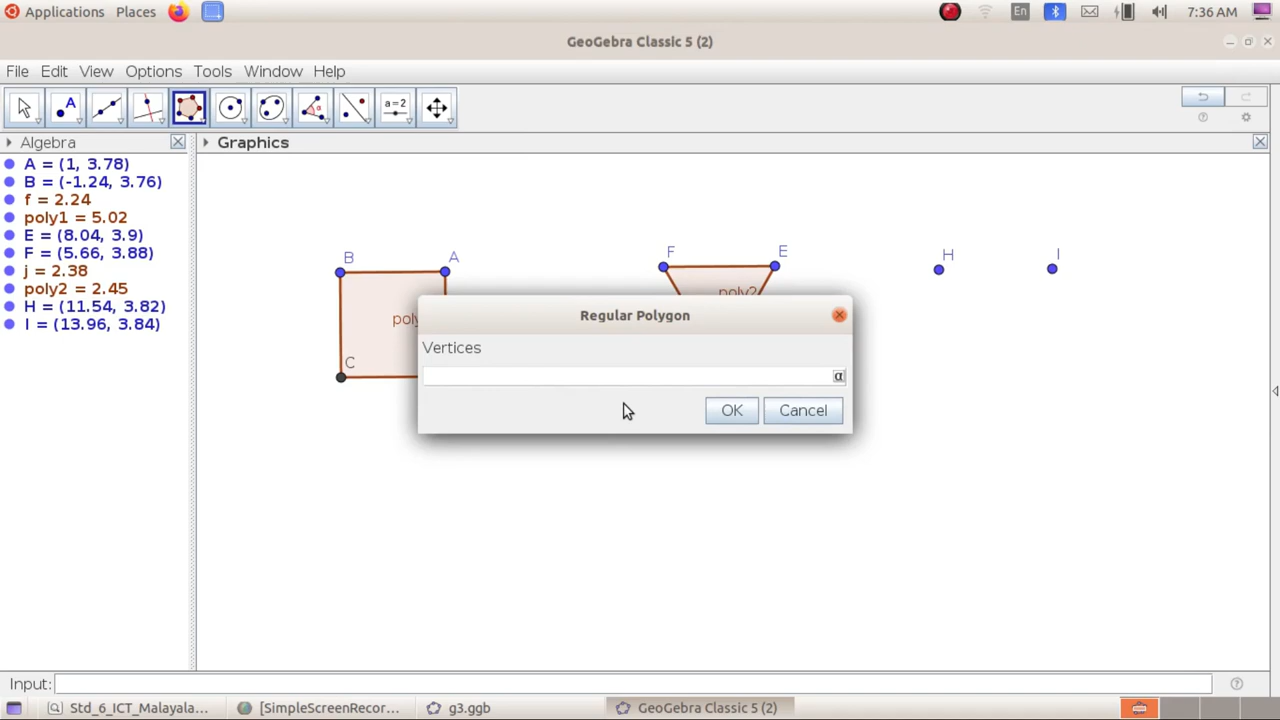 Applications Places En 7:36 AM
GeoGebra Classic 5 (2)
File Edit View Options Tools Window Help
A α a=2
Algebra Graphics
A = (1, 3.78)
B = (-1.24, 3.76)
f = 2.24
poly1 = 5.02
E = (8.04, 3.9)
F = (5.66, 3.88)
j = 2.38
poly2 = 2.45
H = (11.54, 3.82)
I = (13.96, 3.84)
B A F E H I
poly2
poly
C
Regular Polygon
Vertices
α
OK Cancel
Input:
Std_6_ICT_Malayala... [SimpleScreenRecor... g3.ggb GeoGebra Classic 5 (2)